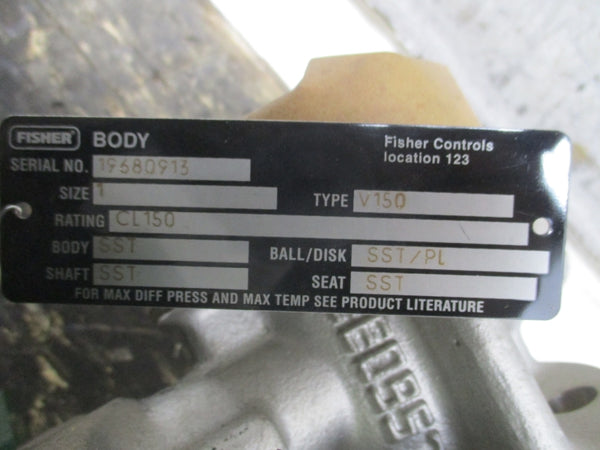 FISHER BODY
Fisher Controls
location 123
SERIAL NO. 19680913
SIZE 1 TYPE V150
RATING CL150
BODY SST BALL/DISK SST/PL
SHAFT SST SEAT SST
FOR MAX DIFF PRESS AND MAX TEMP SEE PRODUCT LITERATURE